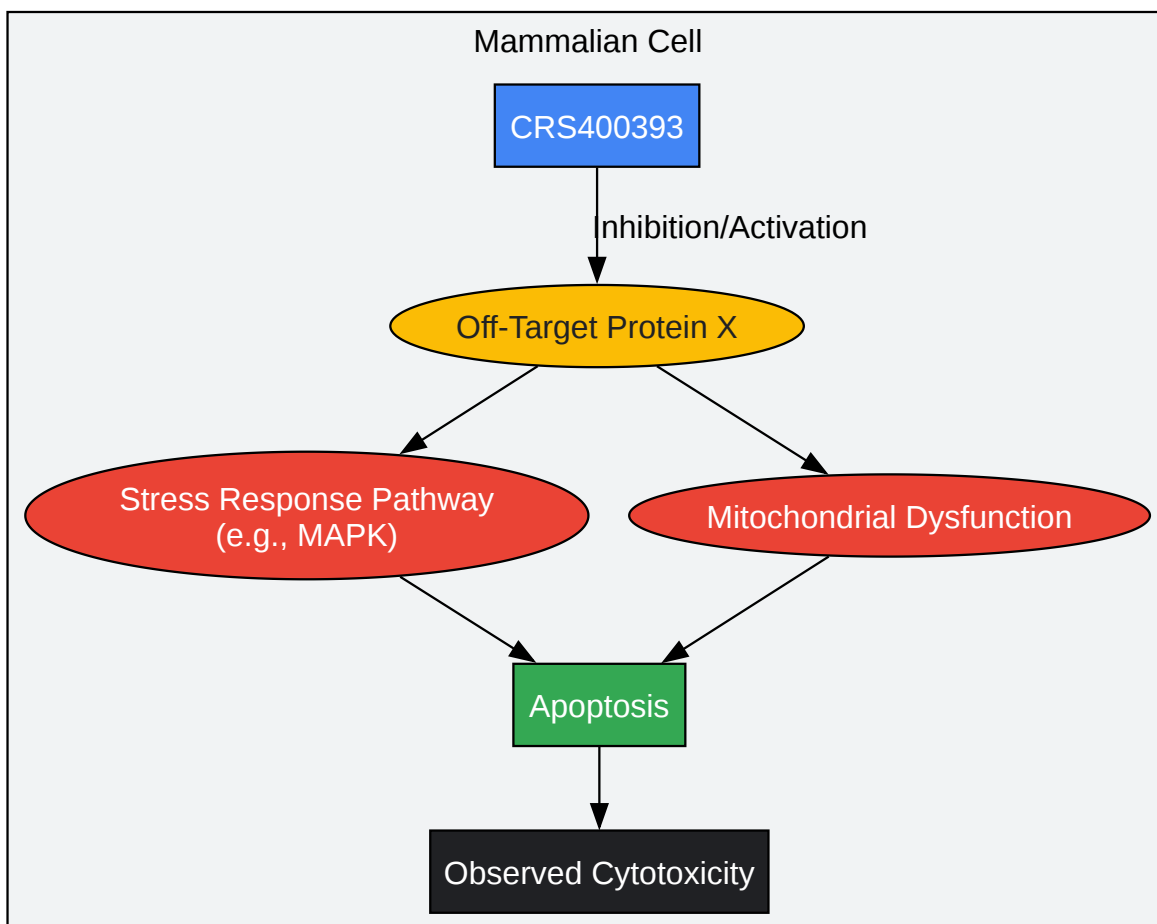 Mammalian Cell
CRS400393
Inhibition/Activation
Off-Target Protein X
Stress Response Pathway
(e.g., MAPK)
Mitochondrial Dysfunction
Apoptosis
Observed Cytotoxicity